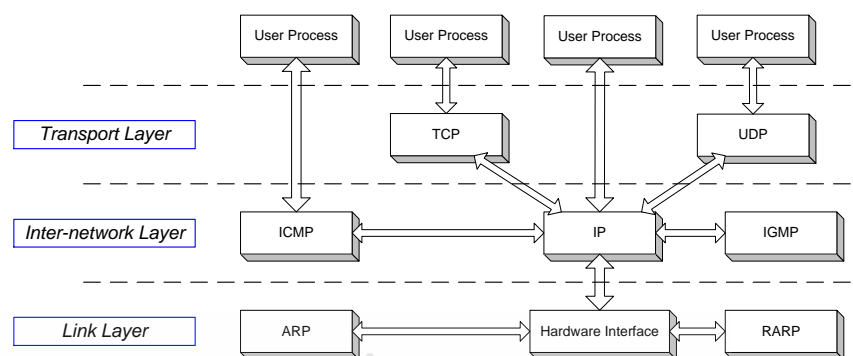 User Process
User Process
User Process
User Process
Transport Layer
TCP
UDP
Inter-network Layer
ICMP
IP
IGMP
Link Layer
ARP
Hardware Interface
RARP